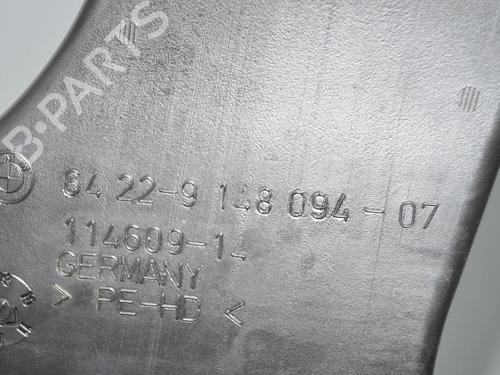 B-PARTS
64 22-9 148 094-07
114609-14
GERMANY
> PE-HD <